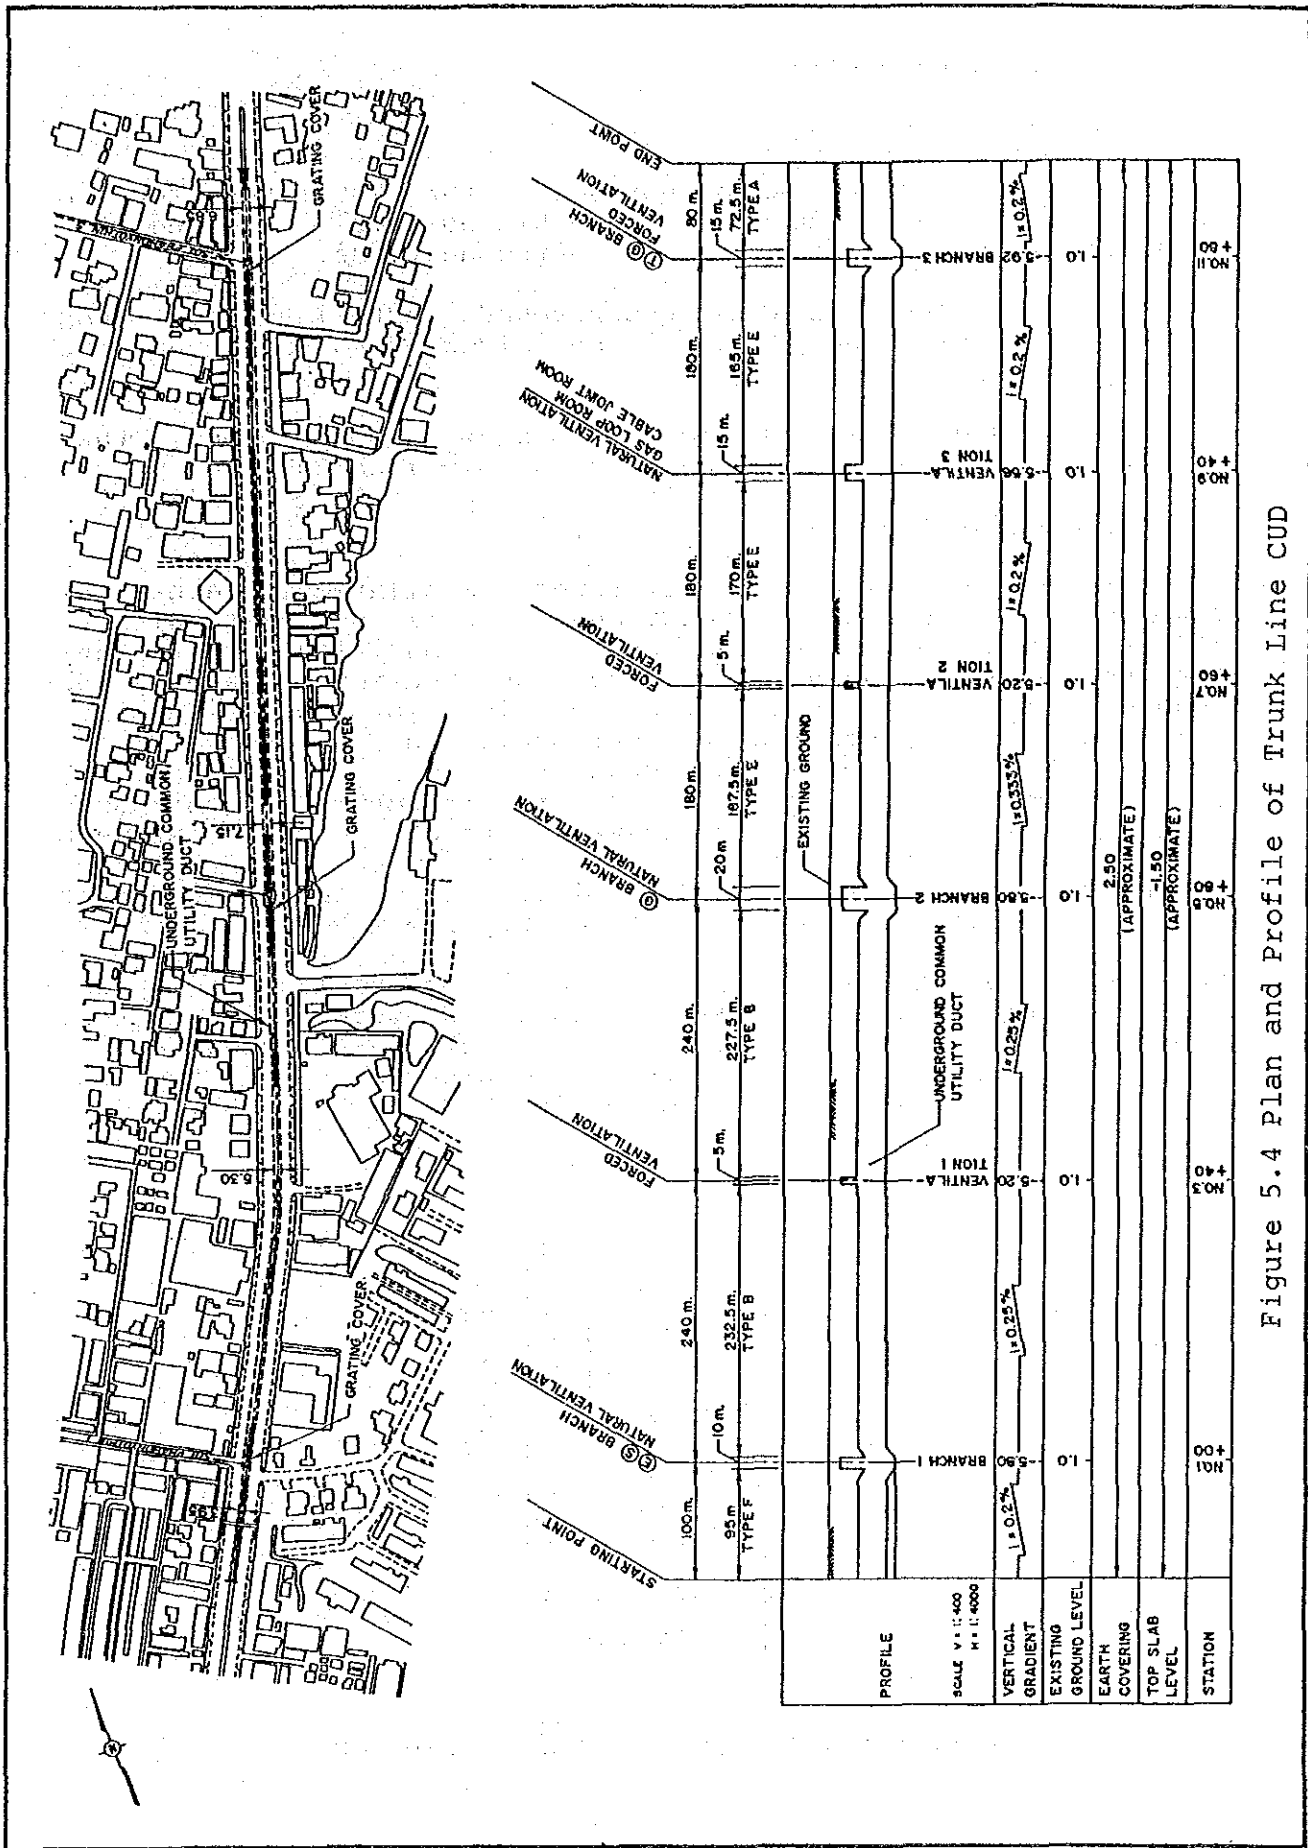 GRATING COVER
3.95
GRATING COVER
5.30
UNDERGROUND COMMON
UTILITY DUCT
7.15
GRATING COVER
8.85
STARTING POINT
Ⓔ Ⓢ BRANCH
NATURAL VENTILATION
FORCED
VENTILATION
Ⓖ BRANCH
NATURAL VENTILATION
FORCED
VENTILATION
NATURAL VENTILATION
GAS LOOP ROOM
CABLE JOINT ROOM
Ⓣ Ⓖ BRANCH
FORCED
VENTILATION
END POINT
100 m. 240 m. 240 m. 180 m. 180 m. 180 m. 80 m.
95 m 10 m. 232.5 m. 5 m. 227.5 m. 20 m 167.5 m. 5 m. 170 m. 15 m. 165 m. 15 m. 72.5 m.
TYPE F TYPE B TYPE B TYPE E TYPE E TYPE E TYPE A
EXISTING GROUND
UNDERGROUND COMMON
UTILITY DUCT
PROFILE
SCALE V = 1:400
H = 1:4000
BRANCH 1
VENTILA
TION 1
BRANCH 2
VENTILA
TION 2
VENTILA
TION 3
BRANCH 3
VERTICAL
GRADIENT
I = 0.2 % I = 0.25 % I = 0.25 % I = 0.333 % I = 0.2 % I = 0.2 % I = 0.2 %
-5.20 -5.20 -5.56 -5.92
EXISTING
GROUND LEVEL
1.0 1.0 1.0 1.0 1.0 1.0
EARTH
COVERING
2.50
(APPROXIMATE)
TOP SLAB
LEVEL
-1.50
(APPROXIMATE)
STATION
NO.1
+00
NO.3
+40
NO.5
+80
NO.7
+60
NO.9
+40
NO.11
Figure 5.4 Plan and Profile of Trunk Line CUD